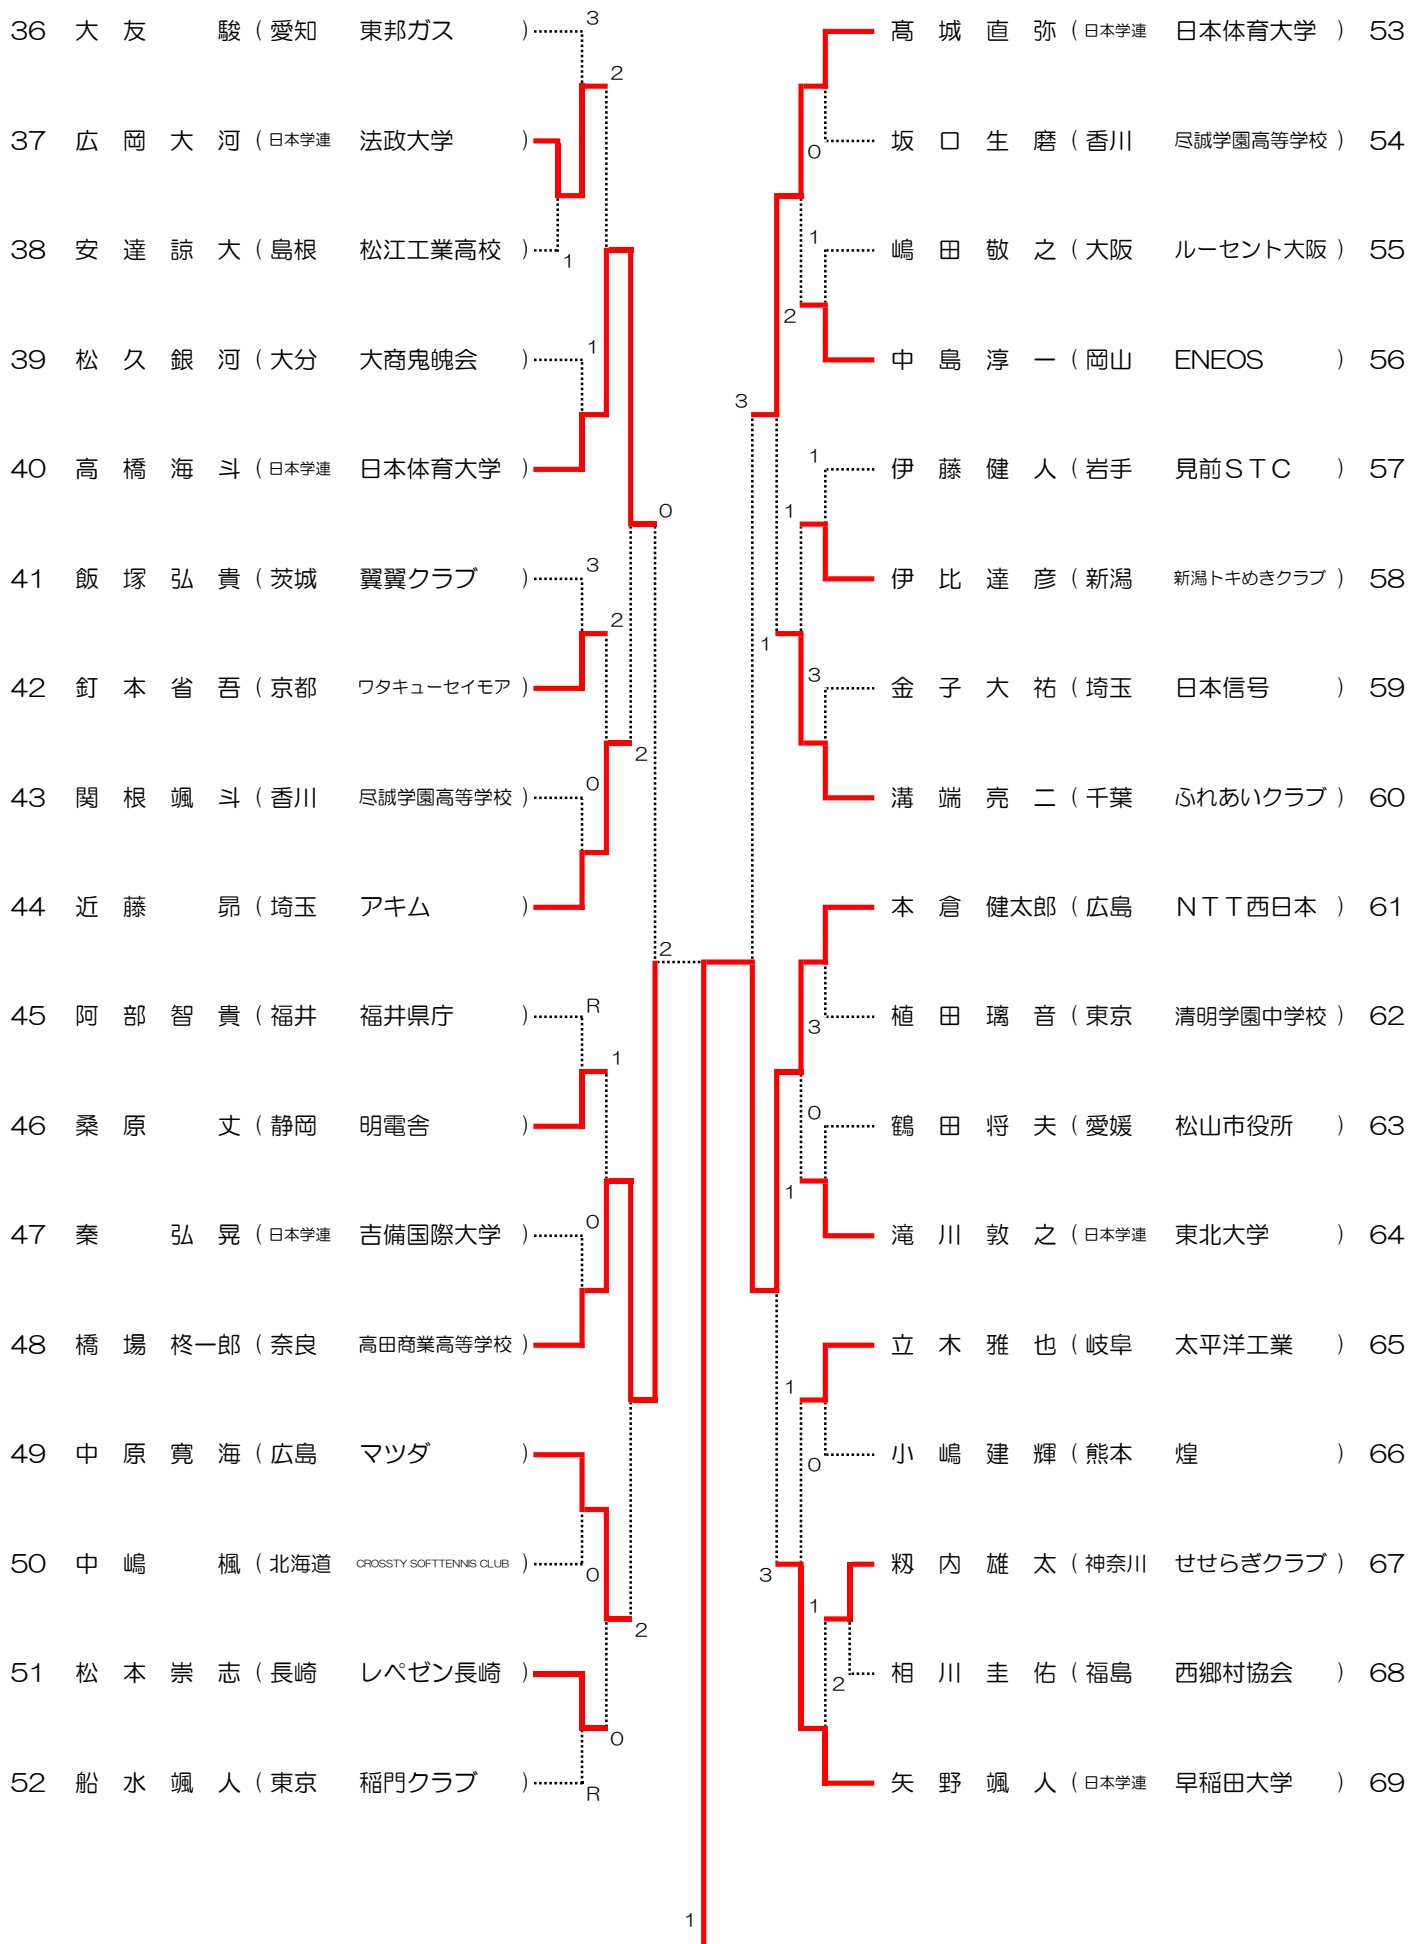 36 大友 駿 (愛知 東邦ガス) 3
2
37 広岡大河 (日本学連 法政大学)
38 安達諒大 (島根 松江工業高校) 1
39 松久銀河 (大分 大商鬼魄会) 1
40 高橋海斗 (日本学連 日本体育大学)
0
41 飯塚弘貴 (茨城 翼翼クラブ) 3
2
42 釘本省吾 (京都 ワタキューセイモア)
2
43 関根颯斗 (香川 尽誠学園高等学校) 0
44 近藤 昴 (埼玉 アキム)
2
45 阿部智貴 (福井 福井県庁) R
1
46 桑原 丈 (静岡 明電舎)
47 秦 弘晃 (日本学連 吉備国際大学) 0
48 橋場柊一郎 (奈良 高田商業高等学校)
49 中原寛海 (広島 マツダ)
50 中嶋 楓 (北海道 CROSSTY SOFTTENNIS CLUB) 0
2
51 松本崇志 (長崎 レペゼン長崎)
0
52 船水颯人 (東京 稲門クラブ) R
髙城直弥 (日本学連 日本体育大学) 53
0 坂口生磨 (香川 尽誠学園高等学校) 54
1 嶋田敬之 (大阪 ルーセント大阪) 55
2
中島淳一 (岡山 ENEOS) 56
3
1 伊藤健人 (岩手 見前STC) 57
1
伊比達彦 (新潟 新潟トキめきクラブ) 58
1
3 金子大祐 (埼玉 日本信号) 59
溝端亮二 (千葉 ふれあいクラブ) 60
本倉健太郎 (広島 NTT西日本) 61
3 植田璃音 (東京 清明学園中学校) 62
0 鶴田将夫 (愛媛 松山市役所) 63
1
滝川敦之 (日本学連 東北大学) 64
立木雅也 (岐阜 太平洋工業) 65
1
0 小嶋建輝 (熊本 煌) 66
籾内雄太 (神奈川 せせらぎクラブ) 67
3
1
2 相川圭佑 (福島 西郷村協会) 68
矢野颯人 (日本学連 早稲田大学) 69
1